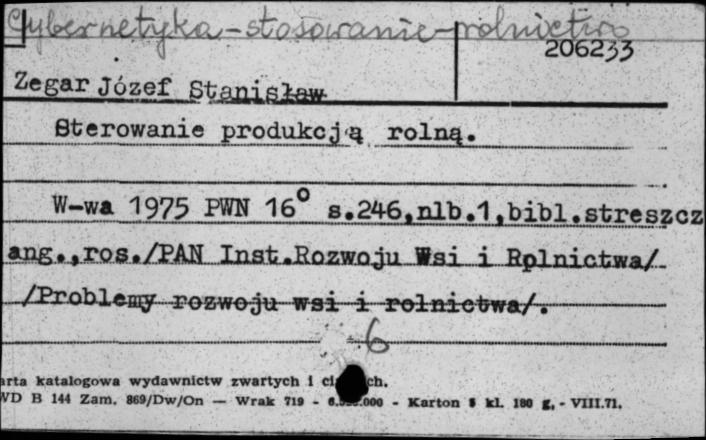 Cybernetyka-stosowanie-rolnictwo
206233
Zegar Józef Stanisław
Sterowanie produkcją rolną.
W-wa 1975 PWN 16° s.246,nlb.1,bibl.streszcz
ang.,ros./PAN Inst.Rozwoju Wsi i Rolnictwa/
/Problemy rozwoju wsi i rolnictwa/.
6
arta katalogowa wydawnictw zwartych i ch.
WD B 144 Zam. 869/Dw/On — Wrak 719 - .000 - Karton kl. 180 g, - VIII.71.